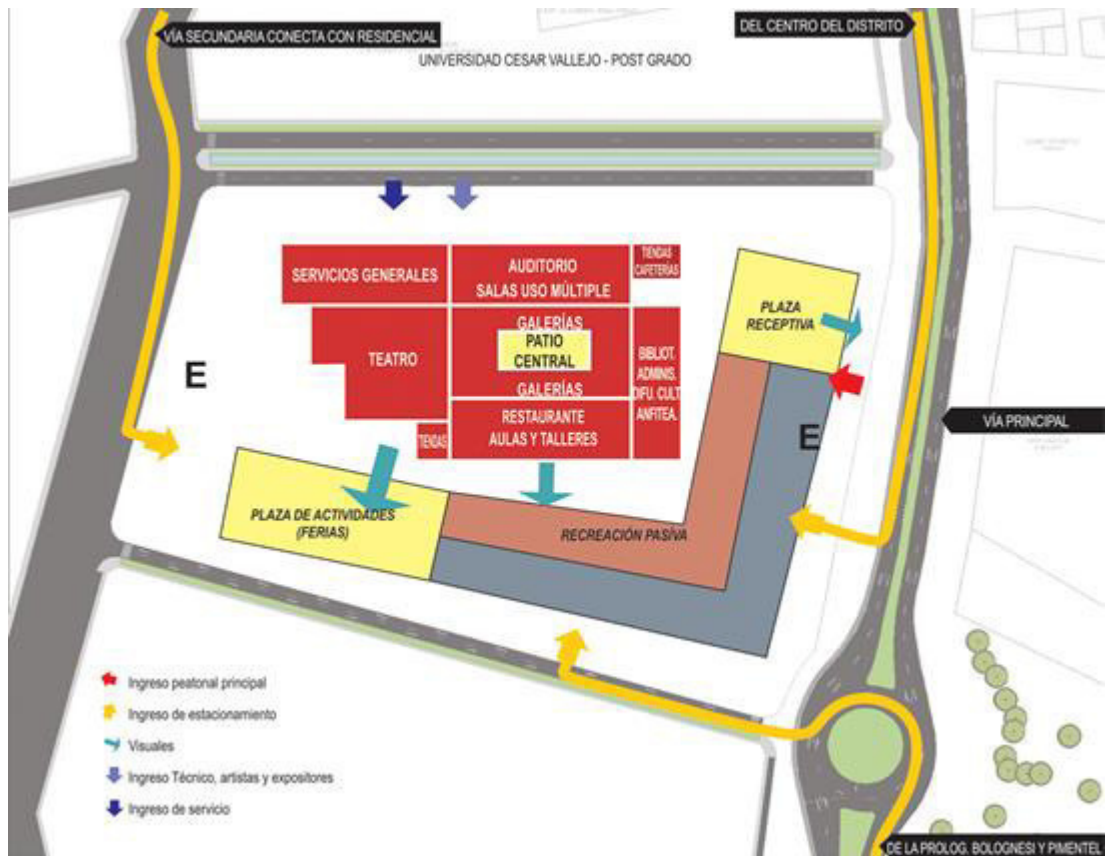 VÍA SECUNDARIA CONECTA CON RESIDENCIAL
DEL CENTRO DEL DISTRITO
UNIVERSIDAD CESAR VALLEJO - POST GRADO
SERVICIOS GENERALES
AUDITORIO
SALAS USO MÚLTIPLE
TIENDAS
CAFETERÍAS
PLAZA
RECEPTIVA
GALERÍAS
PATIO
CENTRAL
GALERÍAS
TEATRO
BIBLIOT.
ADMINIS.
DIFU. CULT
ANFITEA.
E
RESTAURANTE
AULAS Y TALLERES
TIENDAS
E
VÍA PRINCIPAL
PLAZA DE ACTIVIDADES
(FERIAS)
RECREACIÓN PASÍVA
Ingreso peatonal principal
Ingreso de estacionamiento
Visuales
Ingreso Técnico, artistas y expositores
Ingreso de servicio
DE LA PROLOG. BOLOGNESI Y PIMENTEL